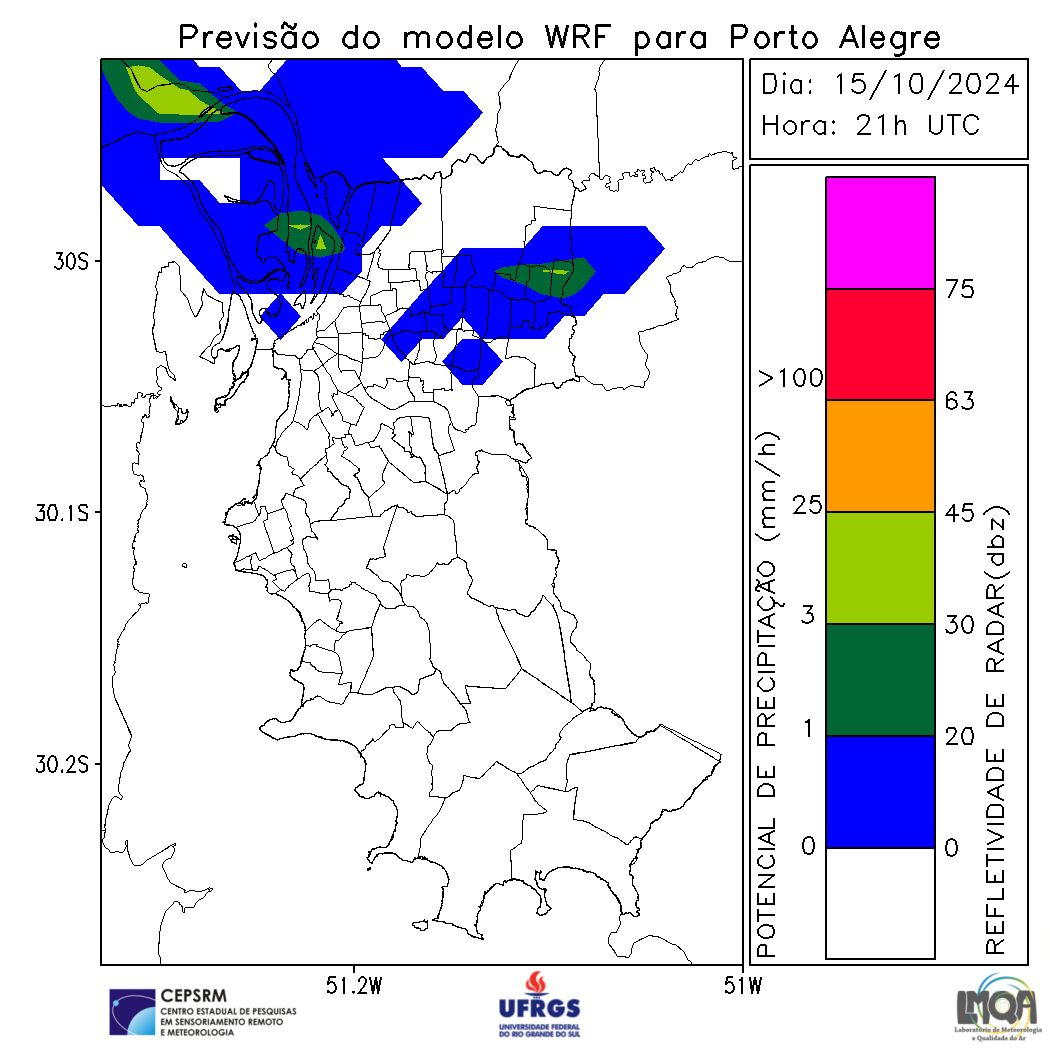 Previsão do modelo WRF para Porto Alegre
Dia: 15/10/2024
Hora: 21h UTC
30S
30.1S
30.2S
51.2W
51W
POTENCIAL DE PRECIPITAÇÃO (mm/h)
>100
25
3
1
0
75
63
45
30
20
0
REFLETIVIDADE DE RADAR(dbz)
CEPSRM
CENTRO ESTADUAL DE PESQUISAS
EM SENSORIAMENTO REMOTO
E METEOROLOGIA
UFRGS
UNIVERSIDADE FEDERAL
DO RIO GRANDE DO SUL
LMQA
Laboratório de Meteorologia
e Qualidade do Ar